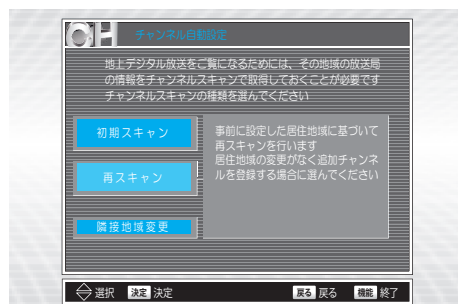 CH チャンネル自動設定
地上デジタル放送をご覧になるためには、その地域の放送局
の情報をチャンネルスキャンで取得しておくことが必要です
チャンネルスキャンの種類を選んでください
初期スキャン
再スキャン
隣接地域変更
事前に設定した居住地域に基づいて
再スキャンを行います
居住地域の変更がなく追加チャンネ
ルを登録する場合に選んでください
選択 決定 決定 戻る 戻る 機能 終了